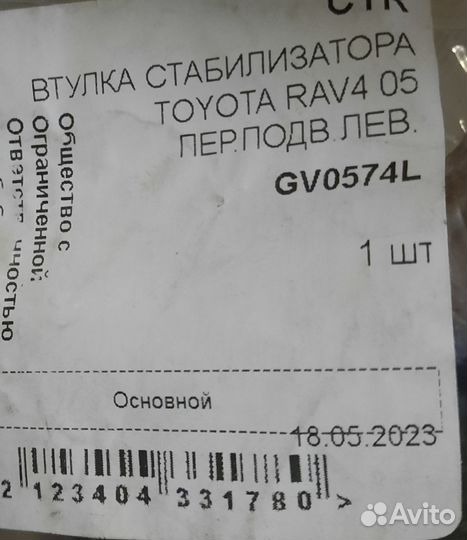 CTR
ВТУЛКА СТАБИЛИЗАТОРА
TOYOTA RAV4 05
ПЕР.ПОДВ.ЛЕВ.
GV0574L
1 шт
Общество с
Ограниченной
Основной
18.05.2023
2 123404 331780 >
Avito